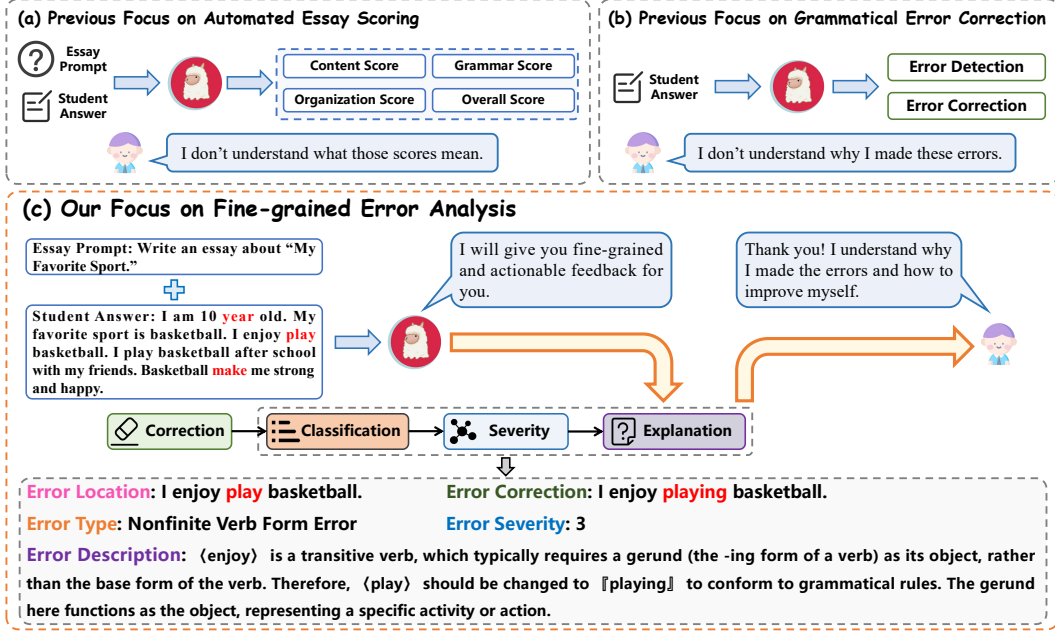 (a) Previous Focus on Automated Essay Scoring
Essay
Prompt
Student
Answer
Content Score
Grammar Score
Organization Score
Overall Score
I don't understand what those scores mean.
(b) Previous Focus on Grammatical Error Correction
Student
Answer
Error Detection
Error Correction
I don't understand why I made these errors.
(c) Our Focus on Fine-grained Error Analysis
Essay Prompt: Write an essay about “My
Favorite Sport.”
Student Answer: I am 10 year old. My
favorite sport is basketball. I enjoy play
basketball. I play basketball after school
with my friends. Basketball make me strong
and happy.
I will give you fine-grained
and actionable feedback for
you.
Thank you! I understand why
I made the errors and how to
improve myself.
Correction
Classification
Severity
Explanation
Error Location: I enjoy play basketball.
Error Correction: I enjoy playing basketball.
Error Type: Nonfinite Verb Form Error
Error Severity: 3
Error Description: 〈enjoy〉 is a transitive verb, which typically requires a gerund (the -ing form of a verb) as its object, rather
than the base form of the verb. Therefore, 〈play〉 should be changed to 『playing』 to conform to grammatical rules. The gerund
here functions as the object, representing a specific activity or action.